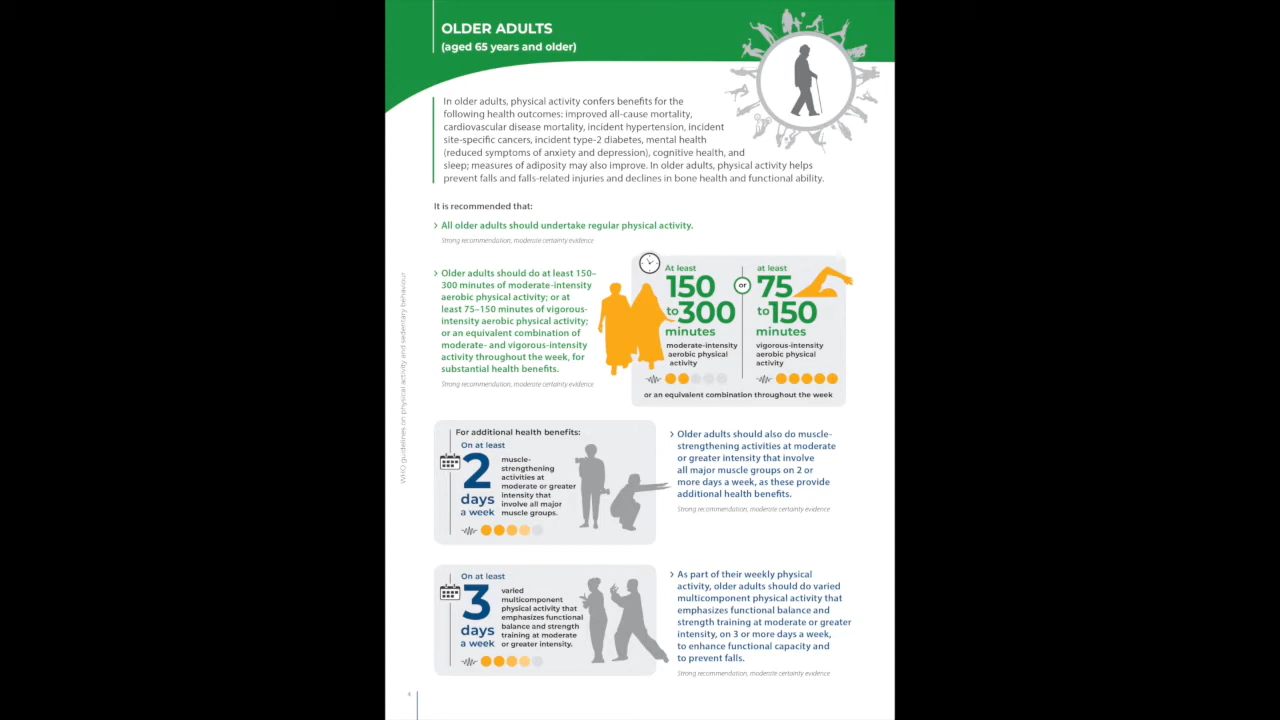 OLDER ADULTS
(aged 65 years and older)
In older adults, physical activity confers benefits for the
following health outcomes: improved all-cause mortality,
cardiovascular disease mortality, incident hypertension, incident
site-specific cancers, incident type-2 diabetes, mental health
(reduced symptoms of anxiety and depression), cognitive health, and
sleep; measures of adiposity may also improve. In older adults, physical activity helps
prevent falls and falls-related injuries and declines in bone health and functional ability.
It is recommended that:
> All older adults should undertake regular physical activity.
Strong recommendation, moderate certainty evidence
> Older adults should do at least 150–
300 minutes of moderate-intensity
aerobic physical activity; or at
least 75–150 minutes of vigorous-
intensity aerobic physical activity;
or an equivalent combination of
moderate- and vigorous-intensity
activity throughout the week, for
substantial health benefits.
Strong recommendation, moderate certainty evidence
At least
150
to 300
minutes
moderate-intensity
aerobic physical
activity
or
at least
75
to 150
minutes
vigorous-intensity
aerobic physical
activity
or an equivalent combination throughout the week
For additional health benefits:
On at least
2
days
a week
muscle-
strengthening
activities at
moderate or greater
intensity that
involve all major
muscle groups.
> Older adults should also do muscle-
strengthening activities at moderate
or greater intensity that involve
all major muscle groups on 2 or
more days a week, as these provide
additional health benefits.
Strong recommendation, moderate certainty evidence
On at least
3
days
a week
varied
multicomponent
physical activity that
emphasizes functional
balance and strength
training at moderate
or greater intensity.
> As part of their weekly physical
activity, older adults should do varied
multicomponent physical activity that
emphasizes functional balance and
strength training at moderate or greater
intensity, on 3 or more days a week,
to enhance functional capacity and
to prevent falls.
Strong recommendation, moderate certainty evidence
WHO guidelines on physical activity and sedentary behaviour